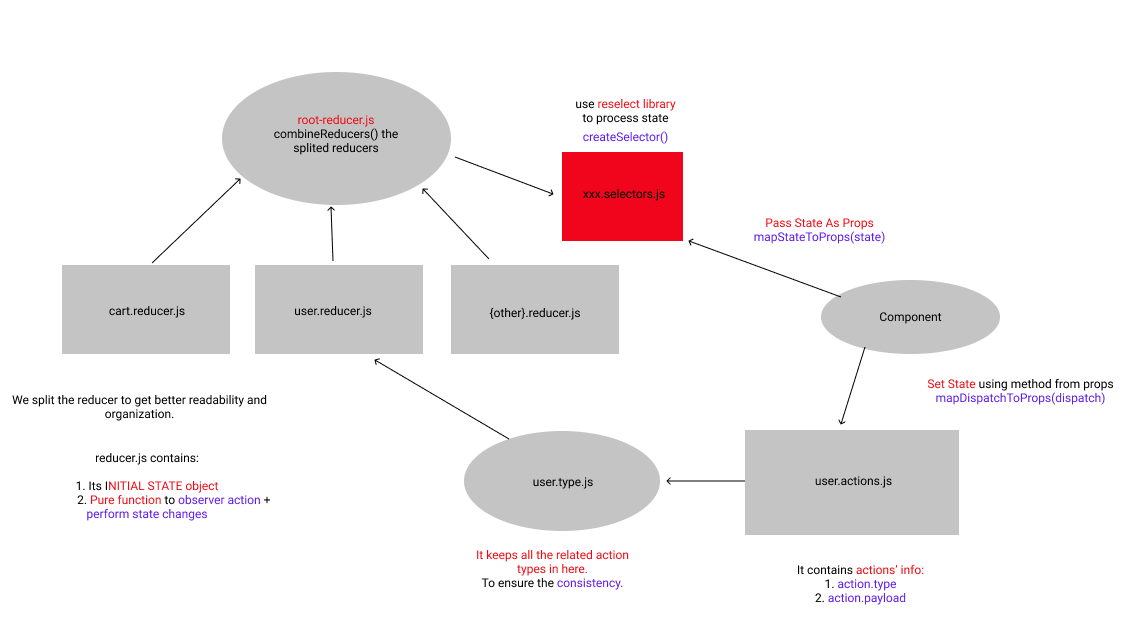 root-reducer.js
combineReducers() the
splited reducers
use reselect library
to process state
createSelector()
xxx.selectors.js
Pass State As Props
mapStateToProps(state)
cart.reducer.js
user.reducer.js
{other}.reducer.js
Component
Set State using method from props
mapDispatchToProps(dispatch)
We split the reducer to get better readability and
organization.
reducer.js contains:
1. Its INITIAL STATE object
2. Pure function to observer action +
perform state changes
user.type.js
user.actions.js
It keeps all the related action
types in here.
To ensure the consistency.
It contains actions' info:
1. action.type
2. action.payload